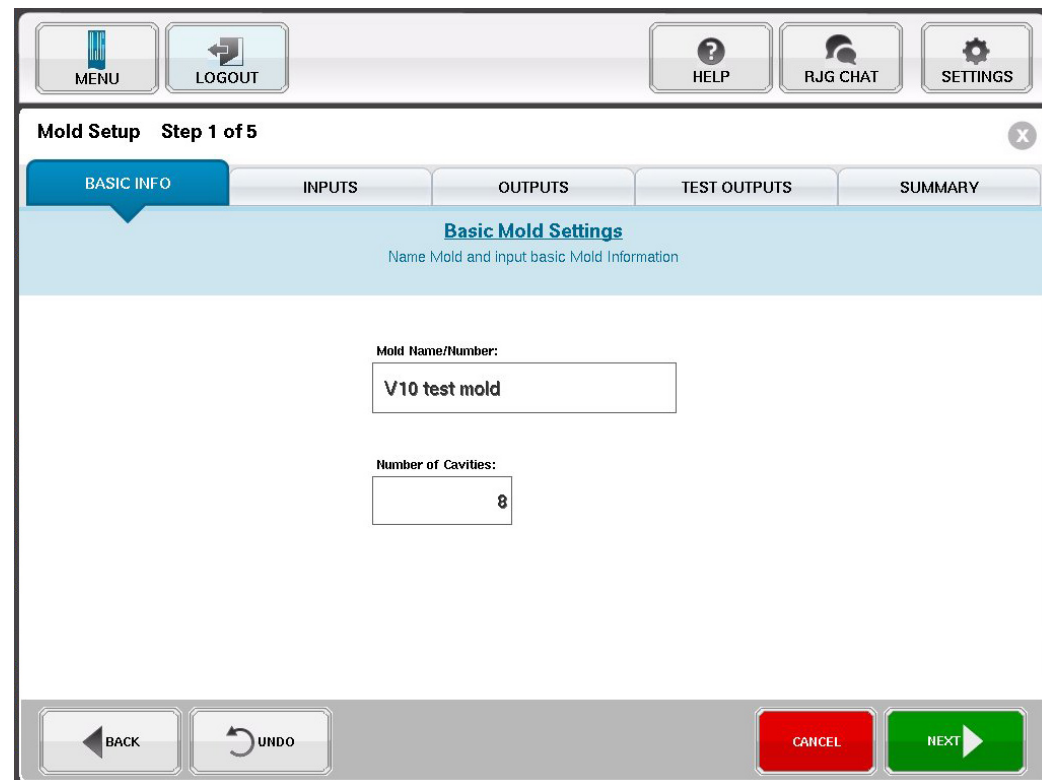 MENU
LOGOUT
HELP
RJG CHAT
SETTINGS
Mold Setup Step 1 of 5
X
BASIC INFO
INPUTS
OUTPUTS
TEST OUTPUTS
SUMMARY
Basic Mold Settings
Name Mold and input basic Mold Information
Mold Name/Number:
V10 test mold
Number of Cavities:
8
BACK
UNDO
CANCEL
NEXT